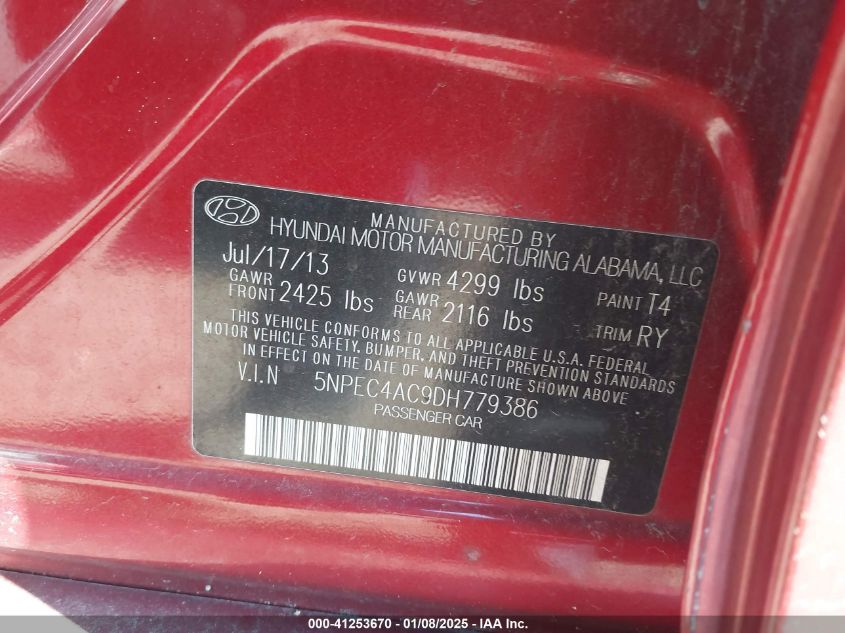 MANUFACTURED BY
HYUNDAI MOTOR MANUFACTURING ALABAMA, LLC
Jul/17/13 GVWR 4299 lbs PAINT T4
GAWR FRONT 2425 lbs GAWR REAR 2116 lbs TRIM RY
THIS VEHICLE CONFORMS TO ALL APPLICABLE U.S.A. FEDERAL
MOTOR VEHICLE SAFETY, BUMPER, AND THEFT PREVENTION STANDARDS
IN EFFECT ON THE DATE OF MANUFACTURE SHOWN ABOVE
V.I.N 5NPEC4AC9DH779386
PASSENGER CAR
000-41253670 - 01/08/2025 - IAA Inc.